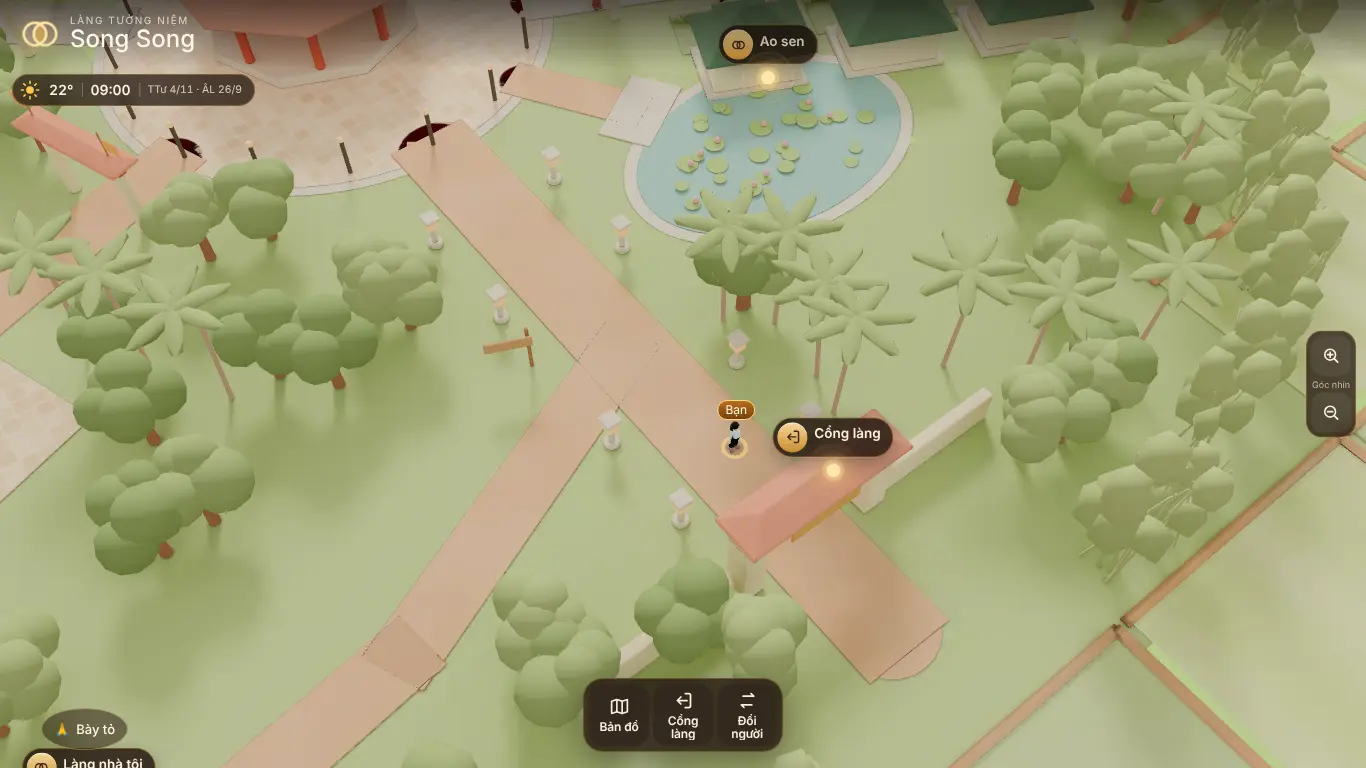 LÀNG TƯỞNG NIỆM
Song Song
22° 09:00 TTư 4/11 · ÂL 26/9
Ao sen
Bạn
Cổng làng
Góc nhìn
Bày tỏ
Làng nhà tôi
Bản đồ
Cổng làng
Đổi người